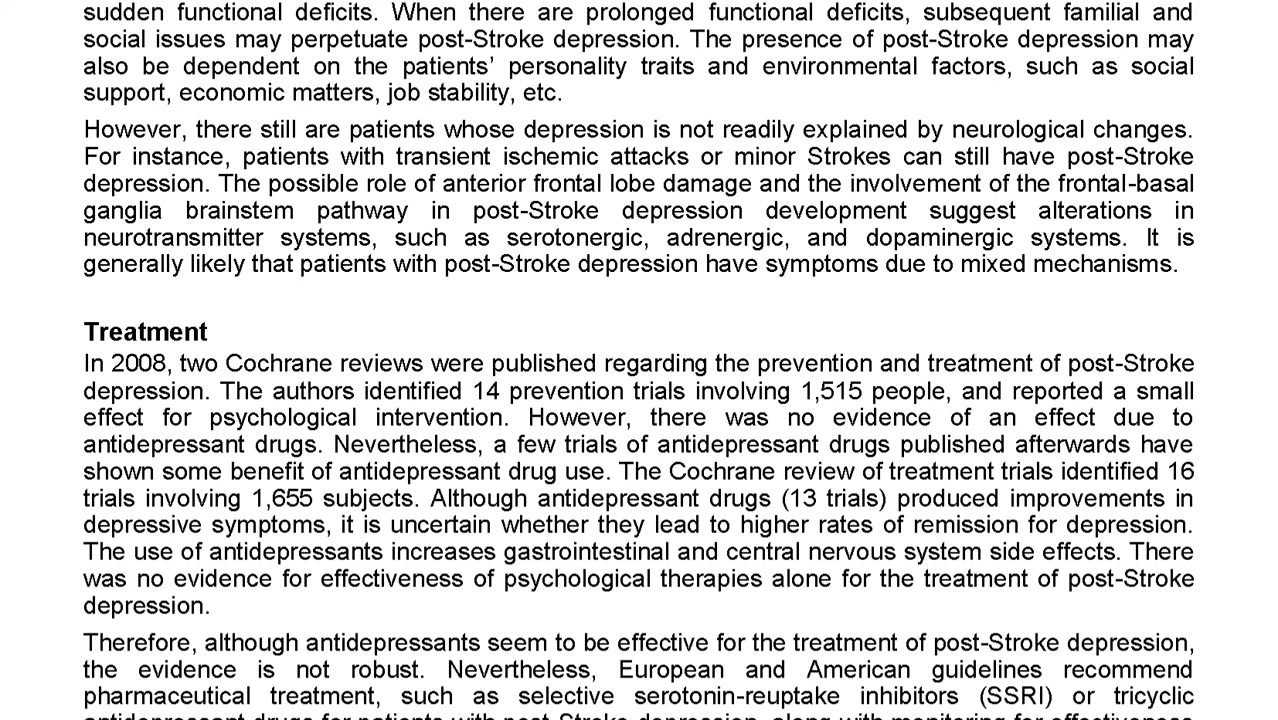 sudden functional deficits. When there are prolonged functional deficits, subsequent familial and
social issues may perpetuate post-Stroke depression. The presence of post-Stroke depression may
also be dependent on the patients’ personality traits and environmental factors, such as social
support, economic matters, job stability, etc.
However, there still are patients whose depression is not readily explained by neurological changes.
For instance, patients with transient ischemic attacks or minor Strokes can still have post-Stroke
depression. The possible role of anterior frontal lobe damage and the involvement of the frontal-basal
ganglia brainstem pathway in post-Stroke depression development suggest alterations in
neurotransmitter systems, such as serotonergic, adrenergic, and dopaminergic systems. It is
generally likely that patients with post-Stroke depression have symptoms due to mixed mechanisms.
Treatment
In 2008, two Cochrane reviews were published regarding the prevention and treatment of post-Stroke
depression. The authors identified 14 prevention trials involving 1,515 people, and reported a small
effect for psychological intervention. However, there was no evidence of an effect due to
antidepressant drugs. Nevertheless, a few trials of antidepressant drugs published afterwards have
shown some benefit of antidepressant drug use. The Cochrane review of treatment trials identified 16
trials involving 1,655 subjects. Although antidepressant drugs (13 trials) produced improvements in
depressive symptoms, it is uncertain whether they lead to higher rates of remission for depression.
The use of antidepressants increases gastrointestinal and central nervous system side effects. There
was no evidence for effectiveness of psychological therapies alone for the treatment of post-Stroke
depression.
Therefore, although antidepressants seem to be effective for the treatment of post-Stroke depression,
the evidence is not robust. Nevertheless, European and American guidelines recommend
pharmaceutical treatment, such as selective serotonin-reuptake inhibitors (SSRI) or tricyclic
antidepressant drugs for patients with post-Stroke depression, along with monitoring for effectiveness